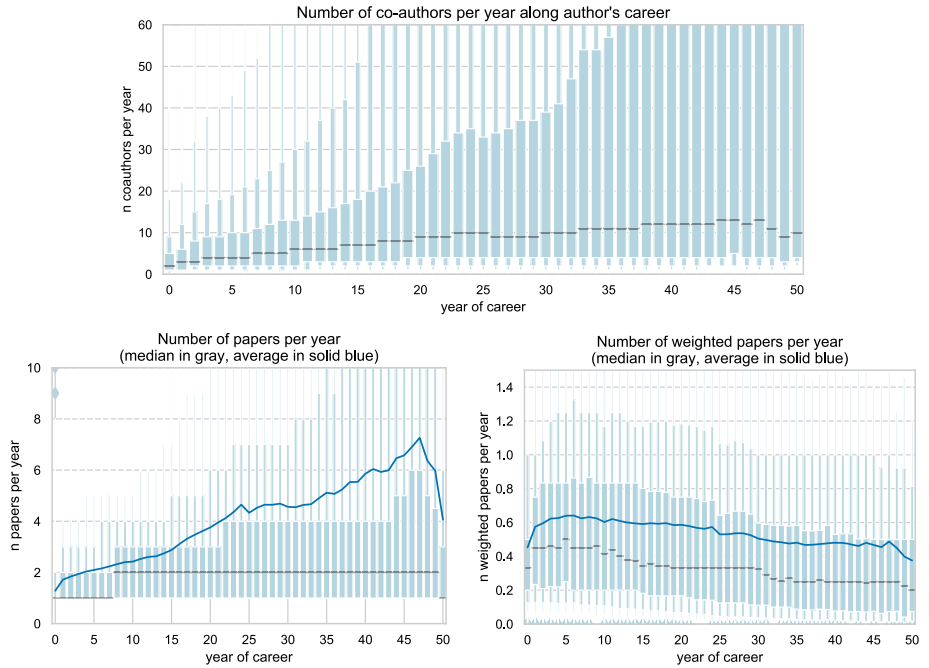 Number of co-authors per year along author's career
60
50
40
30
20
10
0
n coauthors per year
0 5 10 15 20 25 30 35 40 45 50
year of career
Number of papers per year
(median in gray, average in solid blue)
10
8
6
4
2
0
n papers per year
0 5 10 15 20 25 30 35 40 45 50
year of career
Number of weighted papers per year
(median in gray, average in solid blue)
1.4
1.2
1.0
0.8
0.6
0.4
0.2
0.0
n weighted papers per year
0 5 10 15 20 25 30 35 40 45 50
year of career